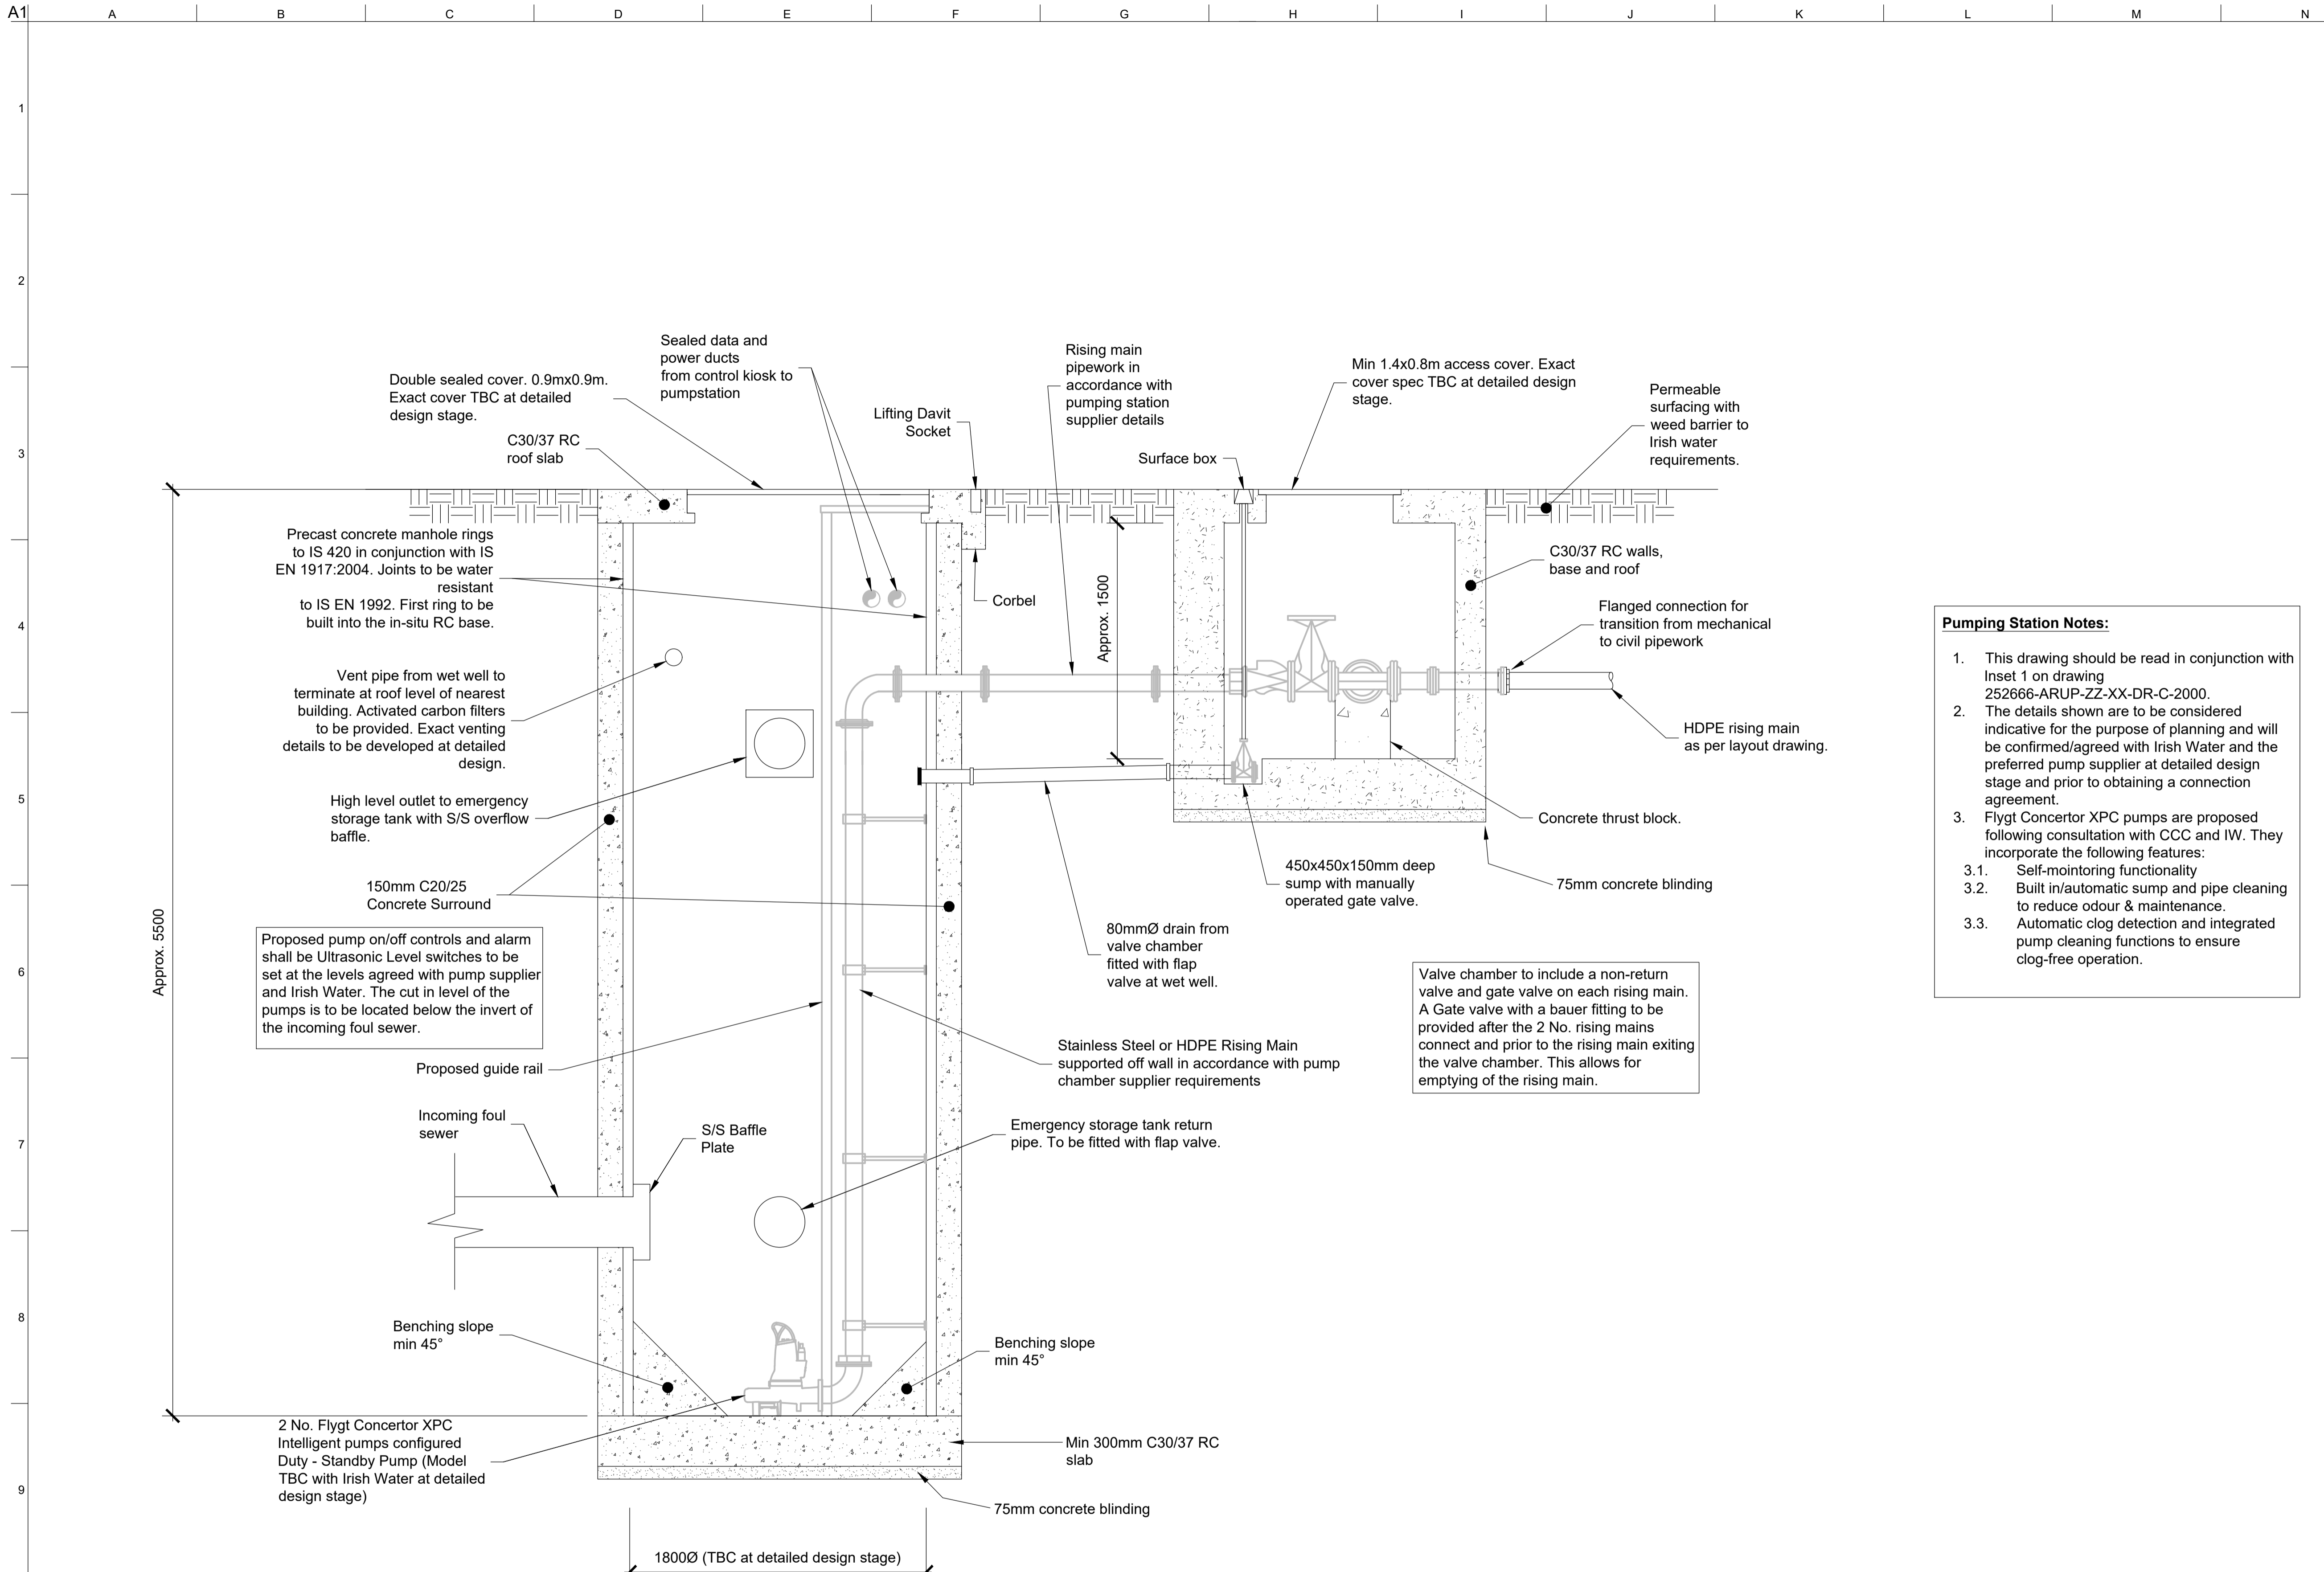 A1
A B C D E F G H I J K L M N
1
2
3
4
5
6
7
8
9
Sealed data and
power ducts
from control kiosk to
pumpstation
Double sealed cover. 0.9mx0.9m.
Exact cover TBC at detailed
design stage.
C30/37 RC
roof slab
Lifting Davit
Socket
Rising main
pipework in
accordance with
pumping station
supplier details
Surface box
Min 1.4x0.8m access cover. Exact
cover spec TBC at detailed design
stage.
Permeable
surfacing with
weed barrier to
Irish water
requirements.
Precast concrete manhole rings
to IS 420 in conjunction with IS
EN 1917:2004. Joints to be water
resistant
to IS EN 1992. First ring to be
built into the in-situ RC base.
Corbel
Approx. 1500
C30/37 RC walls,
base and roof
Flanged connection for
transition from mechanical
to civil pipework
Vent pipe from wet well to
terminate at roof level of nearest
building. Activated carbon filters
to be provided. Exact venting
details to be developed at detailed
design.
HDPE rising main
as per layout drawing.
High level outlet to emergency
storage tank with S/S overflow
baffle.
Concrete thrust block.
150mm C20/25
Concrete Surround
450x450x150mm deep
sump with manually
operated gate valve.
75mm concrete blinding
Approx. 5500
Proposed pump on/off controls and alarm
shall be Ultrasonic Level switches to be
set at the levels agreed with pump supplier
and Irish Water. The cut in level of the
pumps is to be located below the invert of
the incoming foul sewer.
80mmØ drain from
valve chamber
fitted with flap
valve at wet well.
Valve chamber to include a non-return
valve and gate valve on each rising main.
A Gate valve with a bauer fitting to be
provided after the 2 No. rising mains
connect and prior to the rising main exiting
the valve chamber. This allows for
emptying of the rising main.
Proposed guide rail
Stainless Steel or HDPE Rising Main
supported off wall in accordance with pump
chamber supplier requirements
Incoming foul
sewer
S/S Baffle
Plate
Emergency storage tank return
pipe. To be fitted with flap valve.
Benching slope
min 45°
Benching slope
min 45°
2 No. Flygt Concertor XPC
Intelligent pumps configured
Duty - Standby Pump (Model
TBC with Irish Water at detailed
design stage)
Min 300mm C30/37 RC
slab
75mm concrete blinding
1800Ø (TBC at detailed design stage)
Pumping Station Notes:
1. This drawing should be read in conjunction with
Inset 1 on drawing
252666-ARUP-ZZ-XX-DR-C-2000.
2. The details shown are to be considered
indicative for the purpose of planning and will
be confirmed/agreed with Irish Water and the
preferred pump supplier at detailed design
stage and prior to obtaining a connection
agreement.
3. Flygt Concertor XPC pumps are proposed
following consultation with CCC and IW. They
incorporate the following features:
3.1. Self-mointoring functionality
3.2. Built in/automatic sump and pipe cleaning
to reduce odour & maintenance.
3.3. Automatic clog detection and integrated
pump cleaning functions to ensure
clog-free operation.